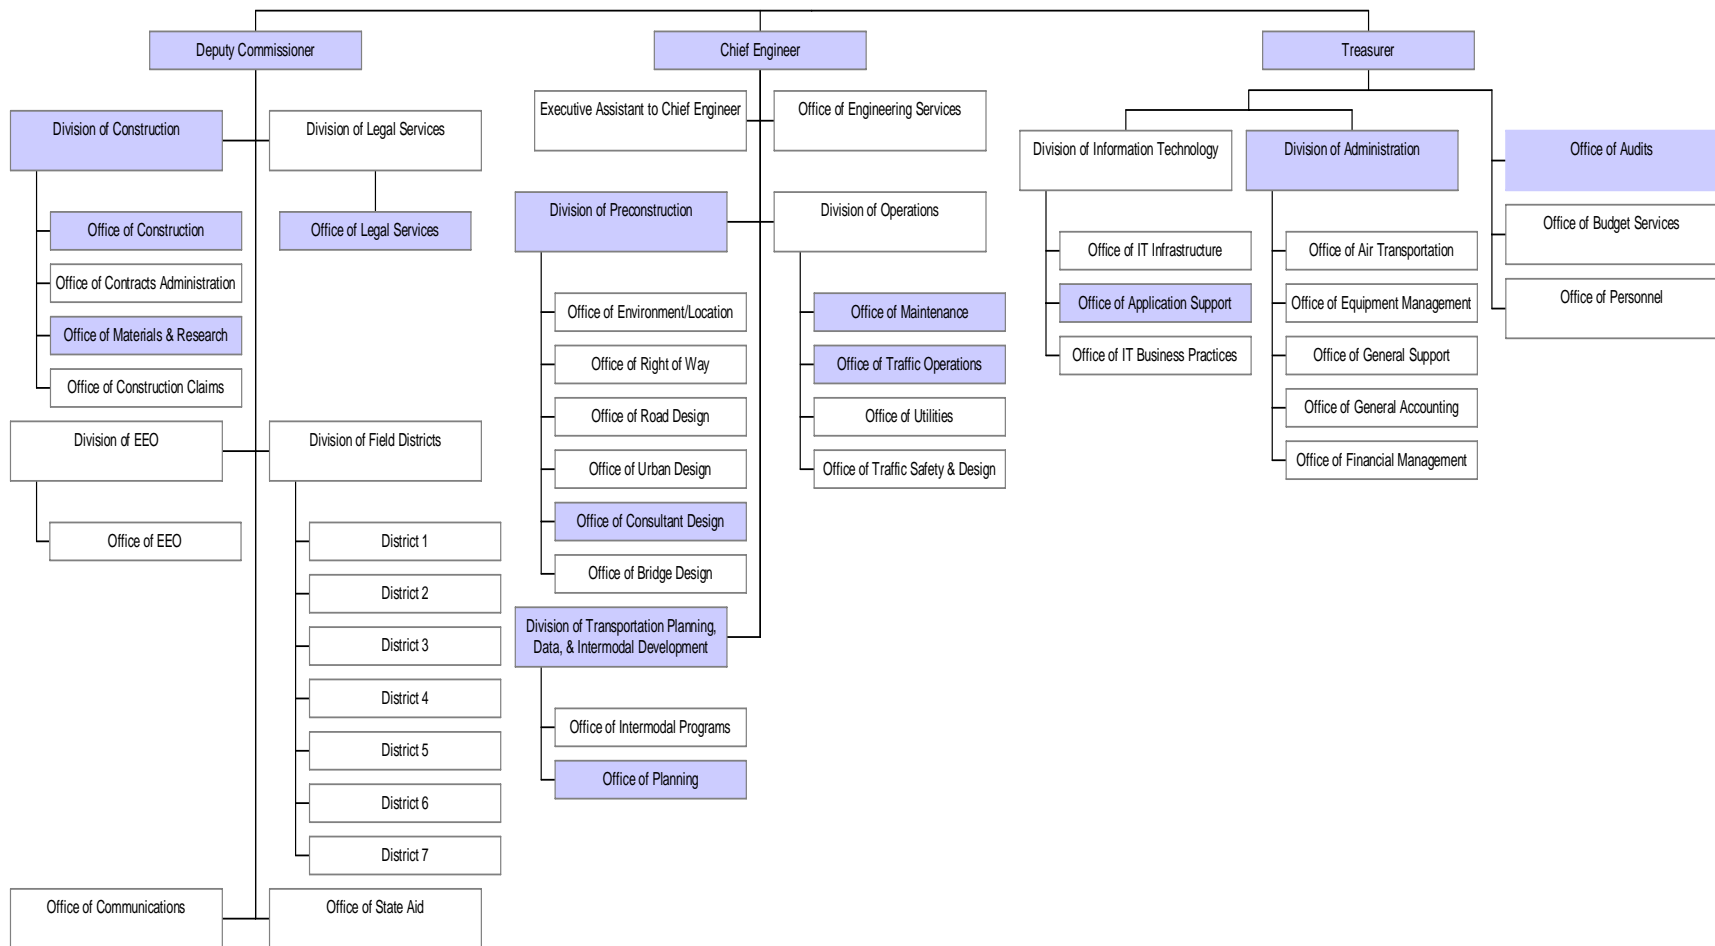 Deputy Commissioner
Chief Engineer
Treasurer
Division of Construction
Division of Legal Services
Office of Construction
Office of Legal Services
Office of Contracts Administration
Office of Materials & Research
Office of Construction Claims
Division of EEO
Division of Field Districts
Office of EEO
District 1
District 2
District 3
District 4
District 5
District 6
District 7
Office of Communications
Office of State Aid
Executive Assistant to Chief Engineer
Office of Engineering Services
Division of Preconstruction
Division of Operations
Office of Environment/Location
Office of Right of Way
Office of Road Design
Office of Urban Design
Office of Consultant Design
Office of Bridge Design
Office of Maintenance
Office of Traffic Operations
Office of Utilities
Office of Traffic Safety & Design
Division of Transportation Planning,
Data, & Intermodal Development
Office of Intermodal Programs
Office of Planning
Division of Information Technology
Division of Administration
Office of Audits
Office of Budget Services
Office of Personnel
Office of IT Infrastructure
Office of Application Support
Office of IT Business Practices
Office of Air Transportation
Office of Equipment Management
Office of General Support
Office of General Accounting
Office of Financial Management